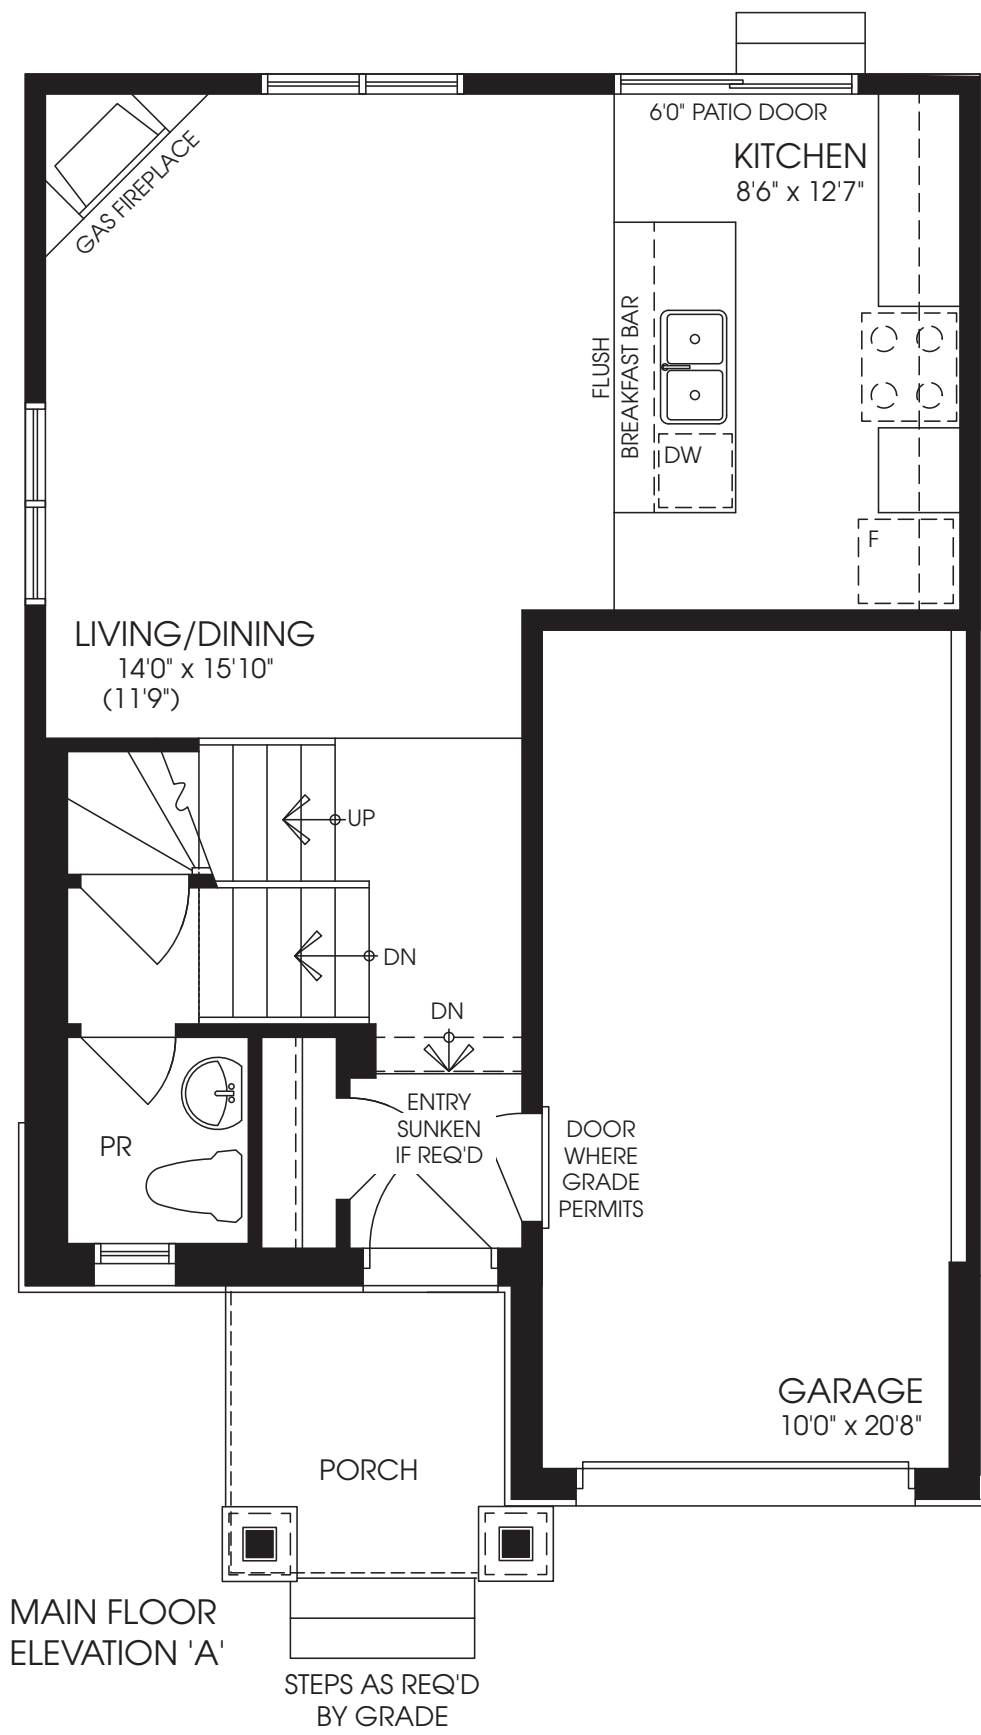 6'0" PATIO DOOR
KITCHEN
8'6" x 12'7"
GAS FIREPLACE
FLUSH
BREAKFAST BAR
DW
F
LIVING/DINING
14'0" x 15'10"
(11'9")
UP
DN
DN
ENTRY
SUNKEN
IF REQ'D
DOOR
WHERE
GRADE
PERMITS
PR
GARAGE
10'0" x 20'8"
PORCH
MAIN FLOOR
ELEVATION 'A'
STEPS AS REQ'D
BY GRADE